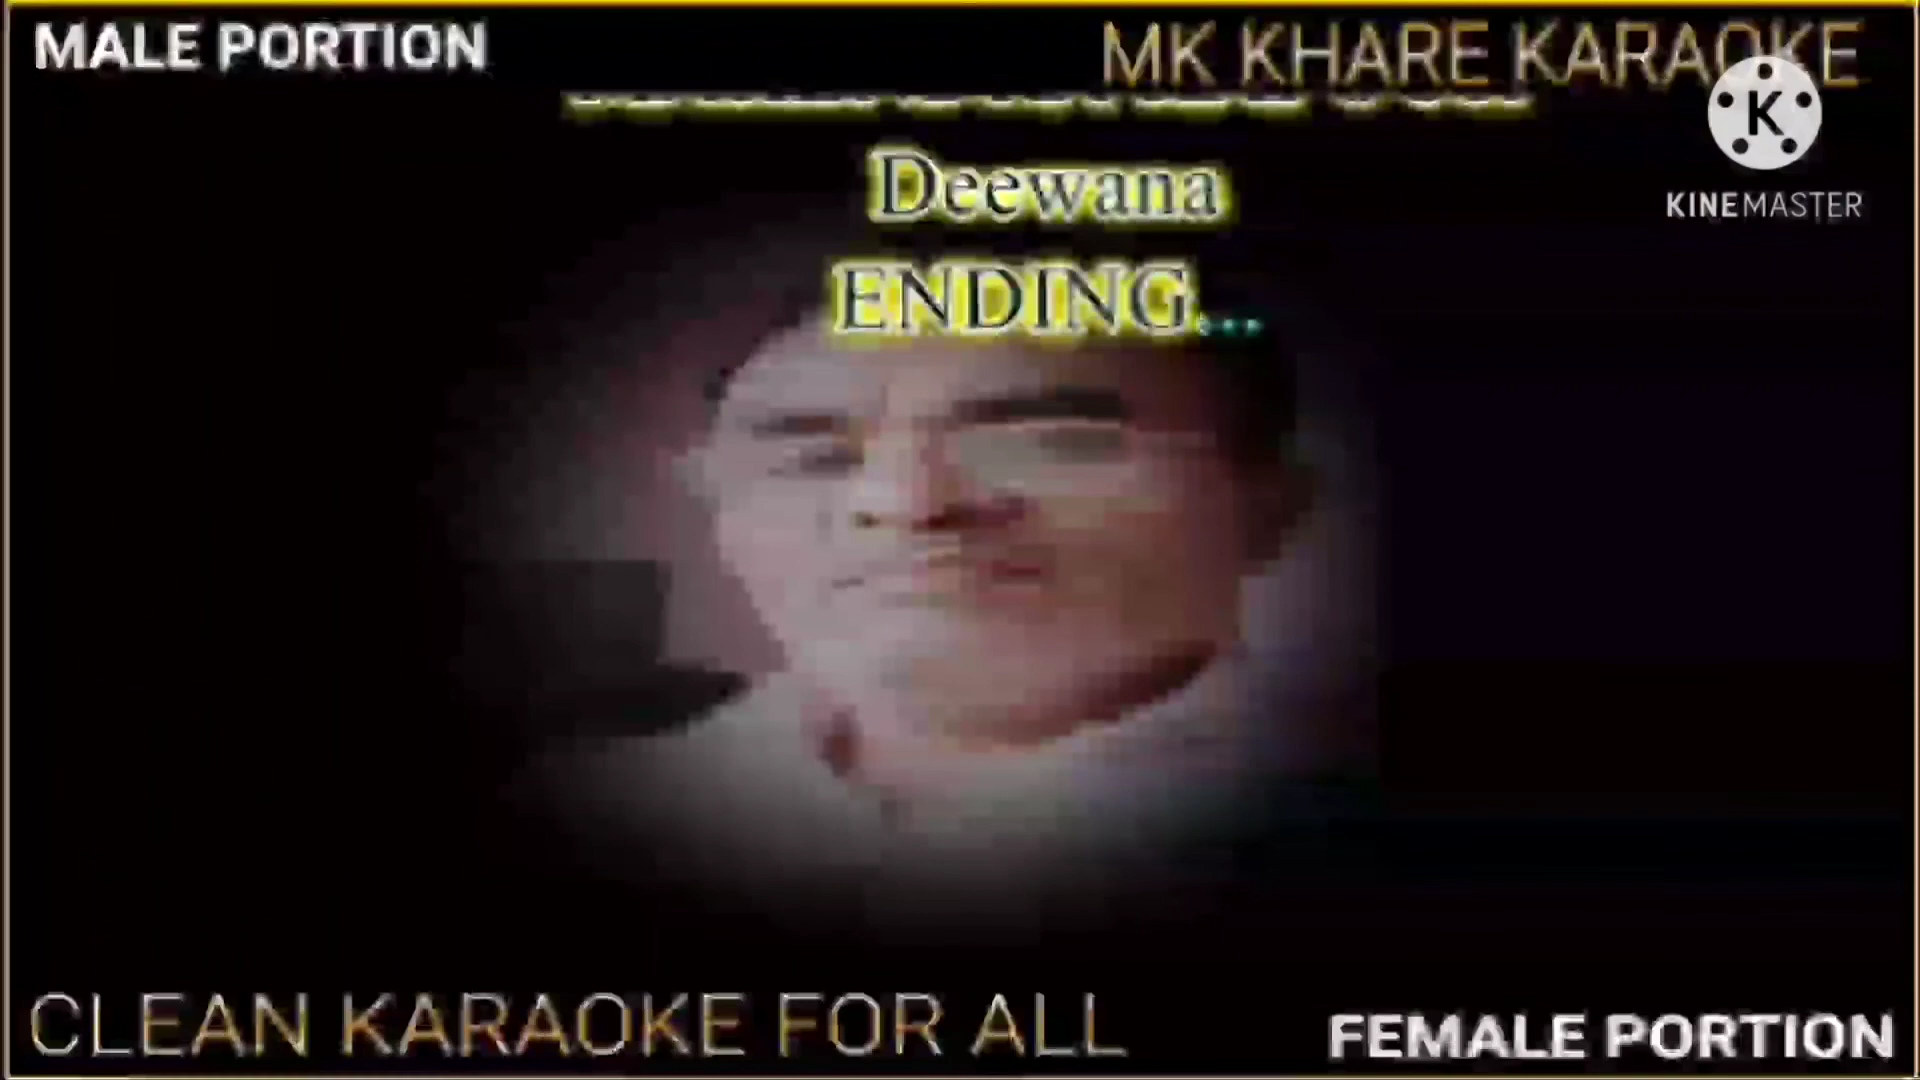 MALE PORTION
MK KHARE KARAOKE
K
KINEMASTER
Deewana
ENDING...
CLEAN KARAOKE FOR ALL
FEMALE PORTION